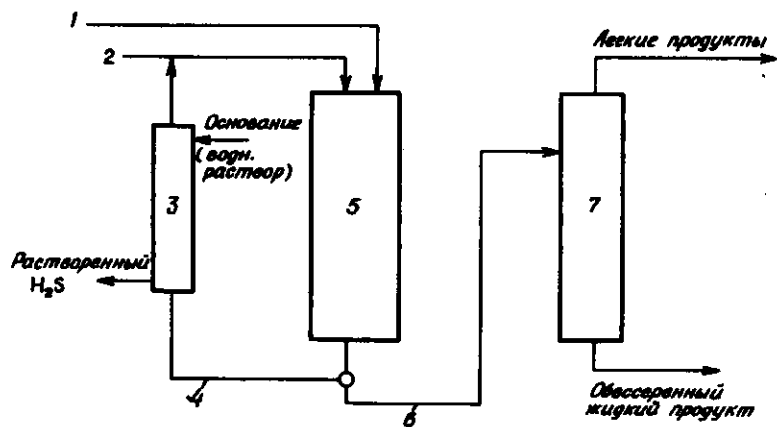 1
2
Легкие продукты
Основание
(водн.
раствор)
3
5
7
Растворенный
H₂S
4
6
Обессеренный
жидкий продукт